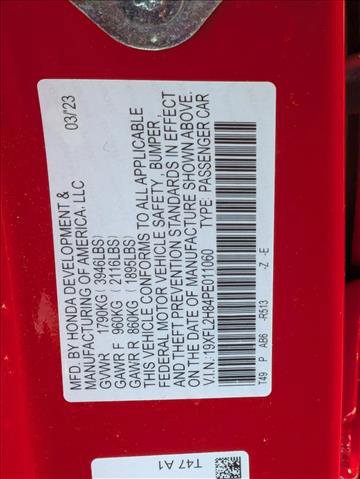 MFD. BY HONDA DEVELOPMENT &
MANUFACTURING OF AMERICA, LLC 03/23
GVWR 1790KG (3946LBS)
GAWR F 960KG (2116LBS)
GAWR R 860KG (1895LBS)
THIS VEHICLE CONFORMS TO ALL APPLICABLE
FEDERAL MOTOR VEHICLE SAFETY, BUMPER,
AND THEFT PREVENTION STANDARDS IN EFFECT
ON THE DATE OF MANUFACTURE SHOWN ABOVE.
V.I.N: 19XFL2H84PE011060 TYPE: PASSENGER CAR
T49 P AB6 -R513 -Z -E
T47 A1